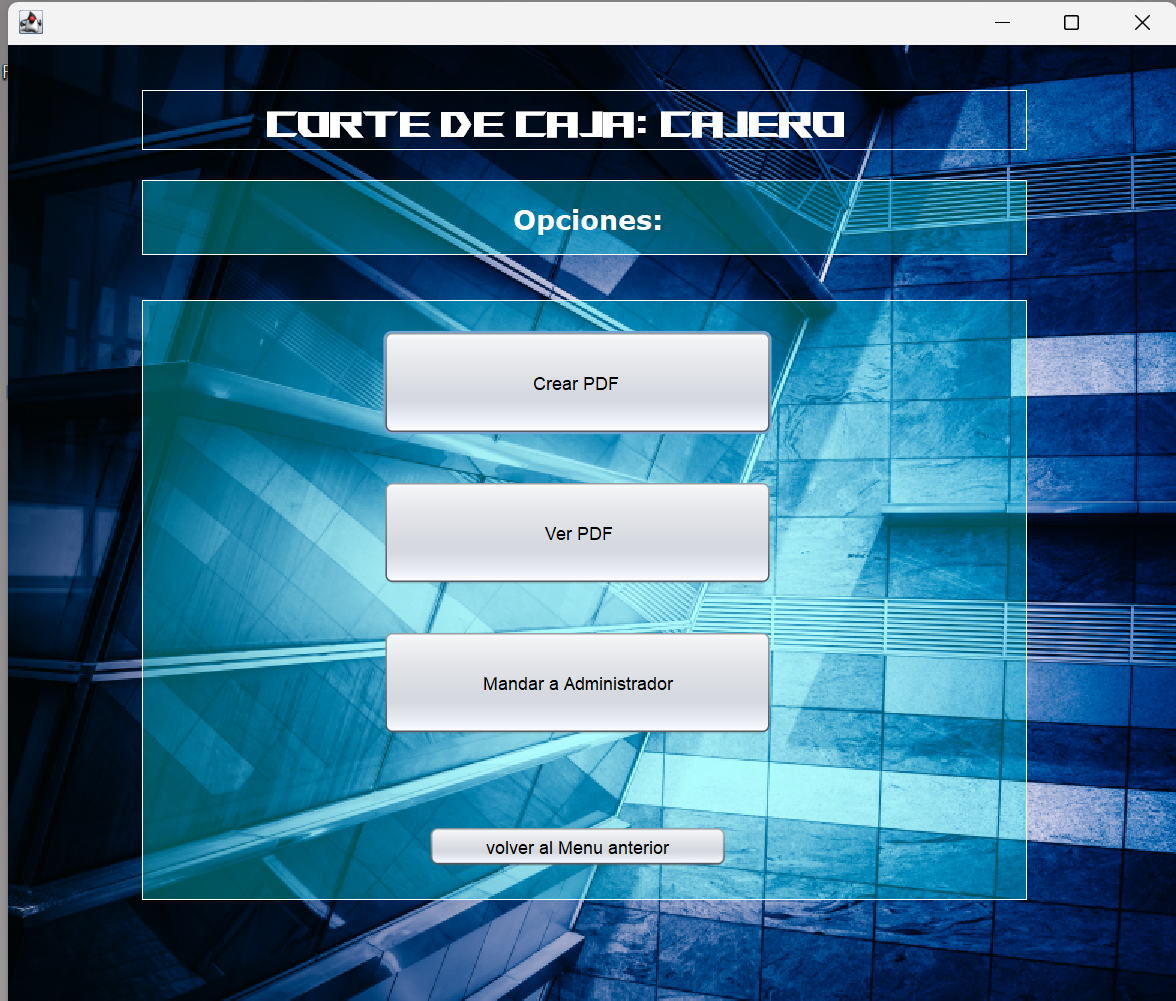 CORTE DE CAJA: CAJERO
Opciones:
Crear PDF
Ver PDF
Mandar a Administrador
volver al Menu anterior